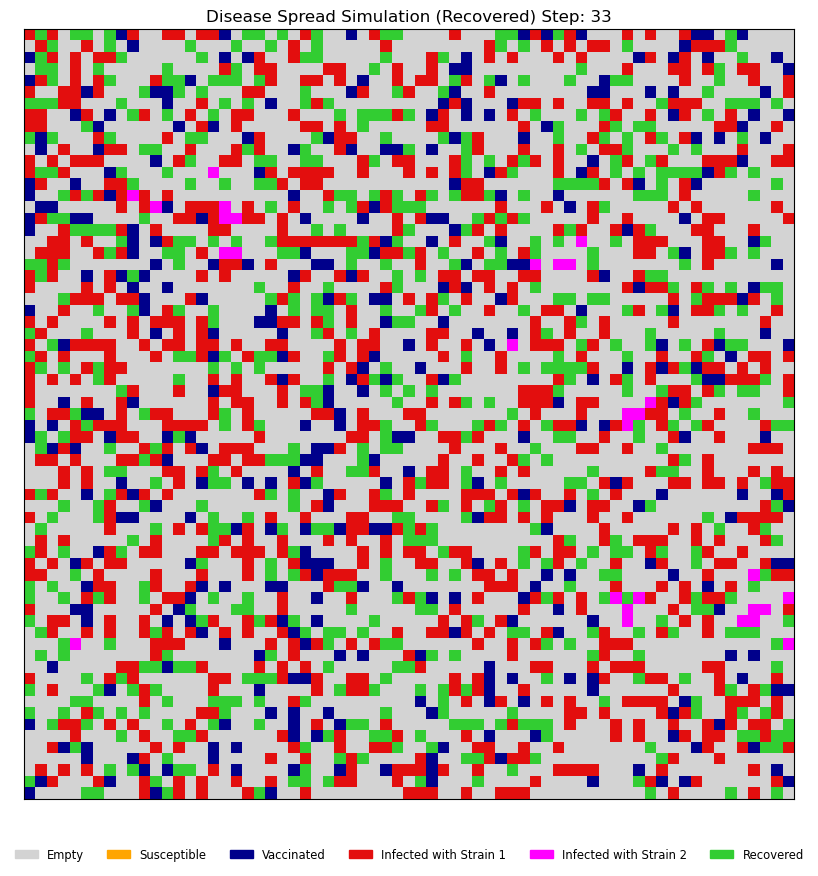 Disease Spread Simulation (Recovered) Step: 33
Empty Susceptible Vaccinated Infected with Strain 1 Infected with Strain 2 Recovered